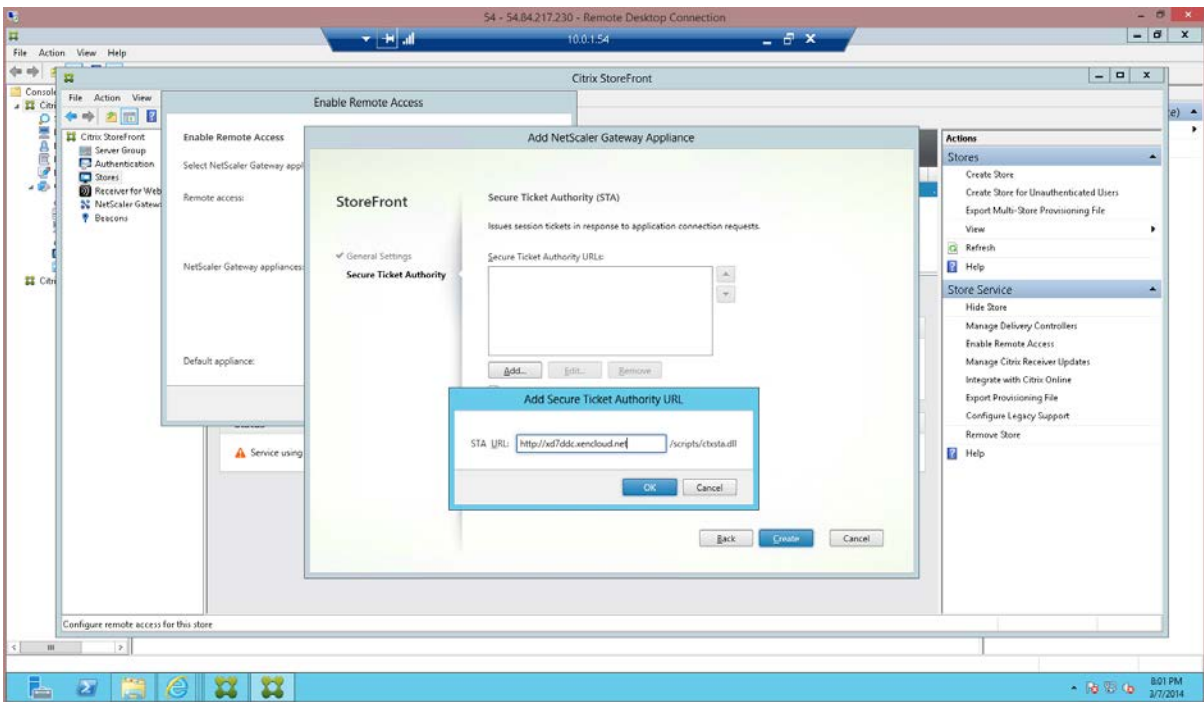 54 - 54.84.217.230 - Remote Desktop Connection
10.0.1.54
File Action View Help
Citrix StoreFront
Consol
File Action View
Citri
Enable Remote Access
Add NetScaler Gateway Appliance
Citrix StoreFront
Server Group
Authentication
Stores
Receiver for Web
NetScaler Gatew
Beacons
Citri
Enable Remote Access
Select NetScaler Gateway appl
Remote access:
NetScaler Gateway appliances:
Default appliance:
StoreFront
General Settings
Secure Ticket Authority
Secure Ticket Authority (STA)
Issues session tickets in response to application connection requests.
Secure Ticket Authority URLs:
Add... Edit... Remove
Add Secure Ticket Authority URL
STA URL: http://xd7ddc.xencloud.net /scripts/ctxsta.dll
OK Cancel
Back Create Cancel
Status
Service using
Actions
Stores
Create Store
Create Store for Unauthenticated Users
Export Multi-Store Provisioning File
View
Refresh
Help
Store Service
Hide Store
Manage Delivery Controllers
Enable Remote Access
Manage Citrix Receiver Updates
Integrate with Citrix Online
Export Provisioning File
Configure Legacy Support
Remove Store
Help
Configure remote access for this store
8:01 PM
3/7/2014